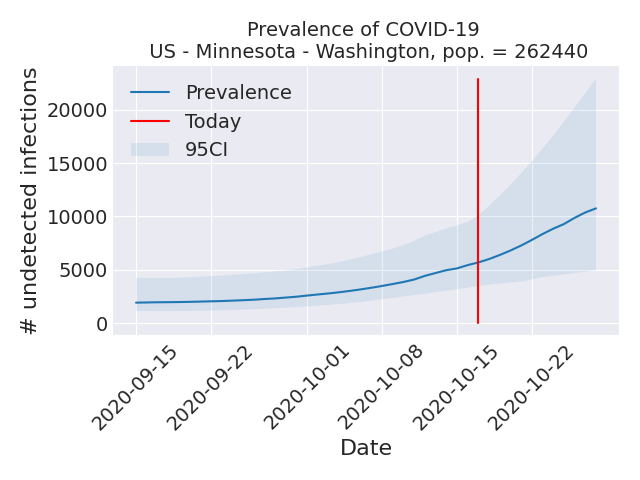 Prevalence of COVID-19
US - Minnesota - Washington, pop. = 262440
Prevalence
Today
95CI
# undetected infections
20000
15000
10000
5000
0
2020-09-15
2020-09-22
2020-10-01
2020-10-08
2020-10-15
2020-10-22
Date